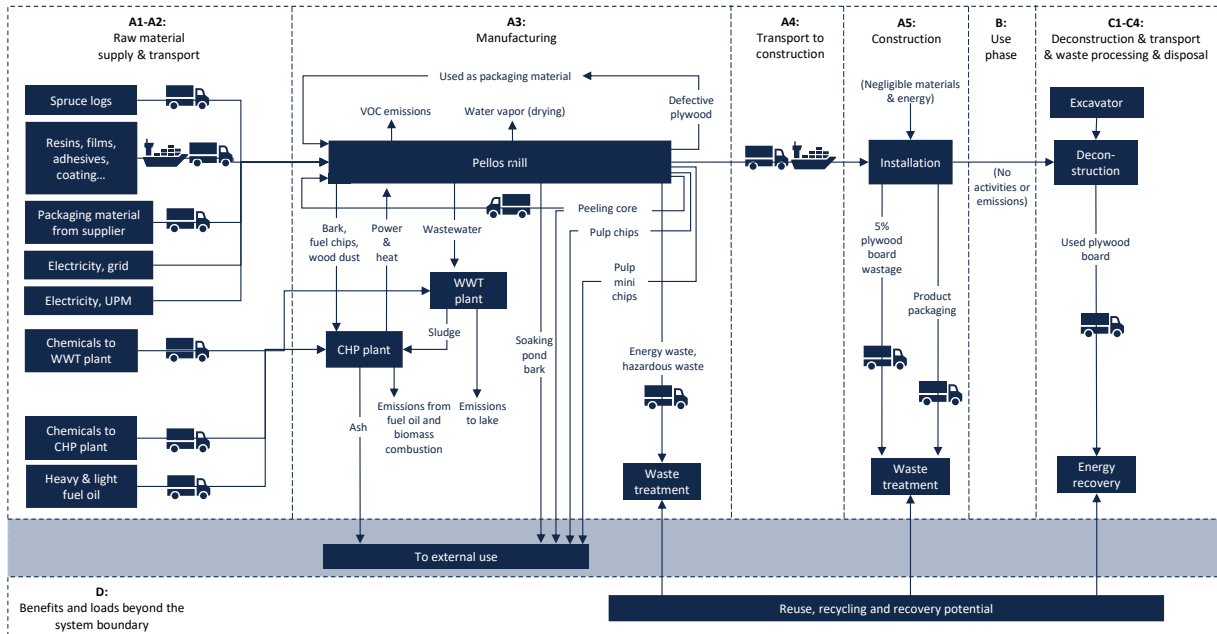 A1-A2:
Raw material
supply & transport
A3:
Manufacturing
A4:
Transport to
construction
A5:
Construction
B:
Use
phase
C1-C4:
Deconstruction & transport
& waste processing & disposal
Spruce logs
Resins, films,
adhesives,
coating…
Packaging material
from supplier
Electricity, grid
Electricity, UPM
Chemicals to
WWT plant
Chemicals to
CHP plant
Heavy & light
fuel oil
Used as packaging material
VOC emissions
Water vapor (drying)
Defective
plywood
Pellos mill
Peeling core
Pulp chips
Pulp
mini
chips
Bark,
fuel chips,
wood dust
Power
&
heat
Wastewater
WWT
plant
Sludge
CHP plant
Ash
Emissions from
fuel oil and
biomass
combustion
Emissions
to lake
Soaking
pond
bark
Energy waste,
hazardous waste
Waste
treatment
(Negligible materials
& energy)
Installation
5%
plywood
board
wastage
Product
packaging
Waste
treatment
(No
activities or
emissions)
Excavator
Decon-
struction
Used plywood
board
Energy
recovery
To external use
D:
Benefits and loads beyond the
system boundary
Reuse, recycling and recovery potential